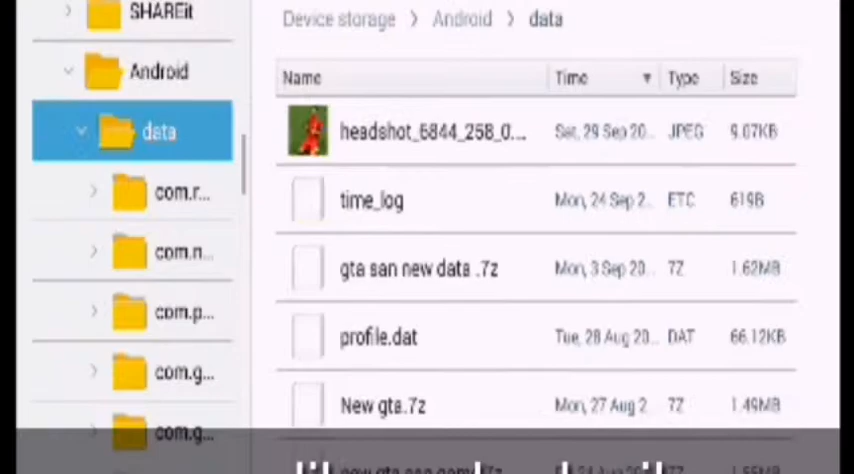 SHAREit
Device storage > Android > data
Android
Name Time ▼ Type Size
data
headshot_6844_258_0... Sat, 29 Sep 20.. JPEG 9.07KB
com.r...
time_log Mon, 24 Sep 2.. ETC 619B
com.n...
gta san new data .7z Mon, 3 Sep 20... 7Z 1.62MB
com.p...
profile.dat Tue, 28 Aug 20... DAT 66.12KB
com.g...
New gta.7z Mon, 27 Aug 2... 7Z 1.49MB
com.g...